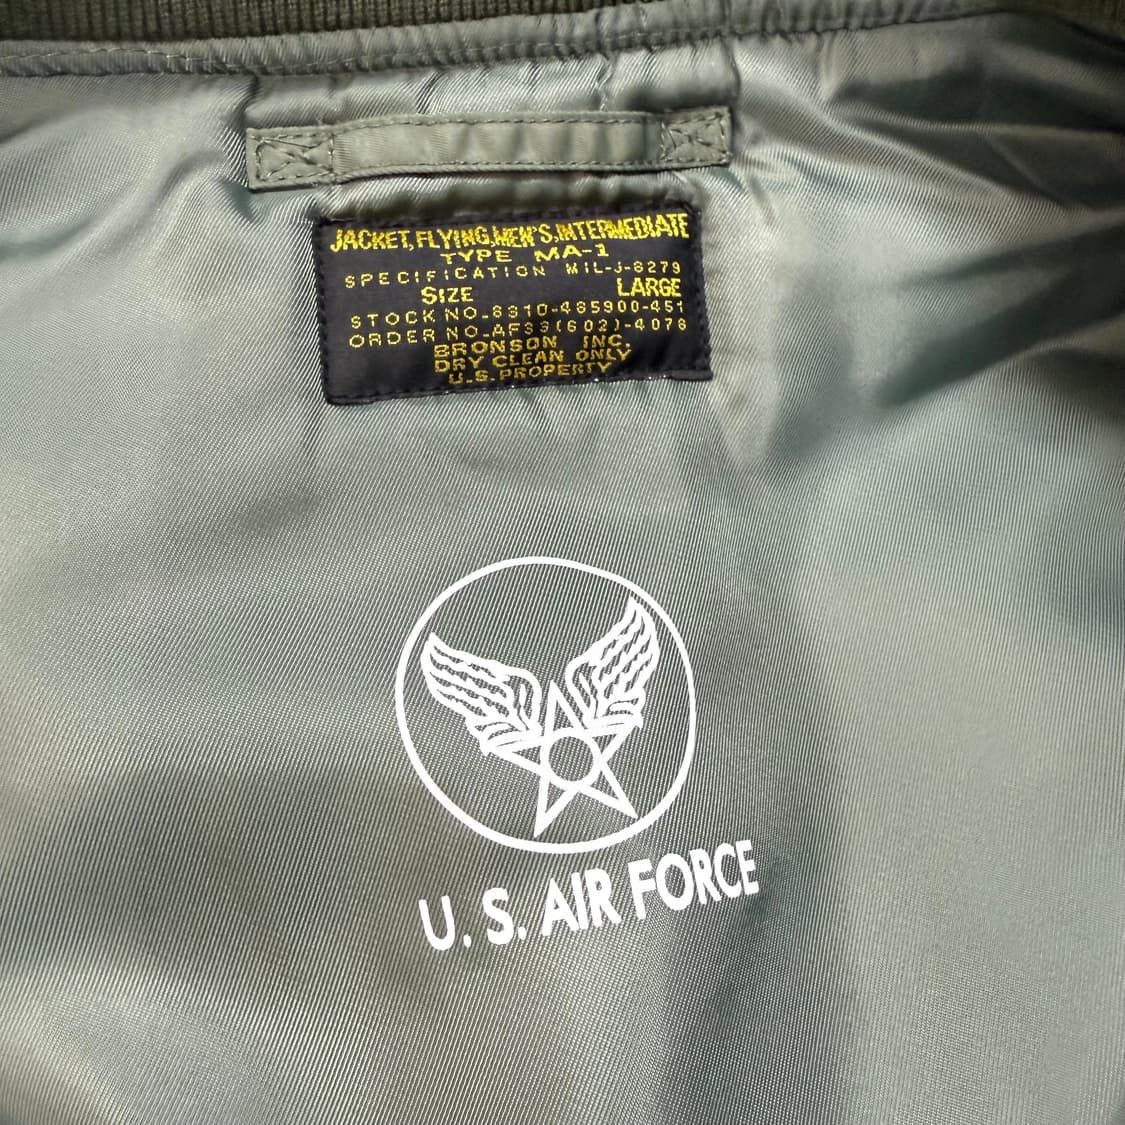 JACKET, FLYING, MEN'S, INTERMEDIATE
TYPE MA-1
SPECIFICATION MIL-J-8279
SIZE LARGE
STOCK NO. 8310-485900-451
ORDER NO. AF33(602)-4078
BRONSON INC.
DRY CLEAN ONLY
U.S. PROPERTY
U. S. AIR FORCE